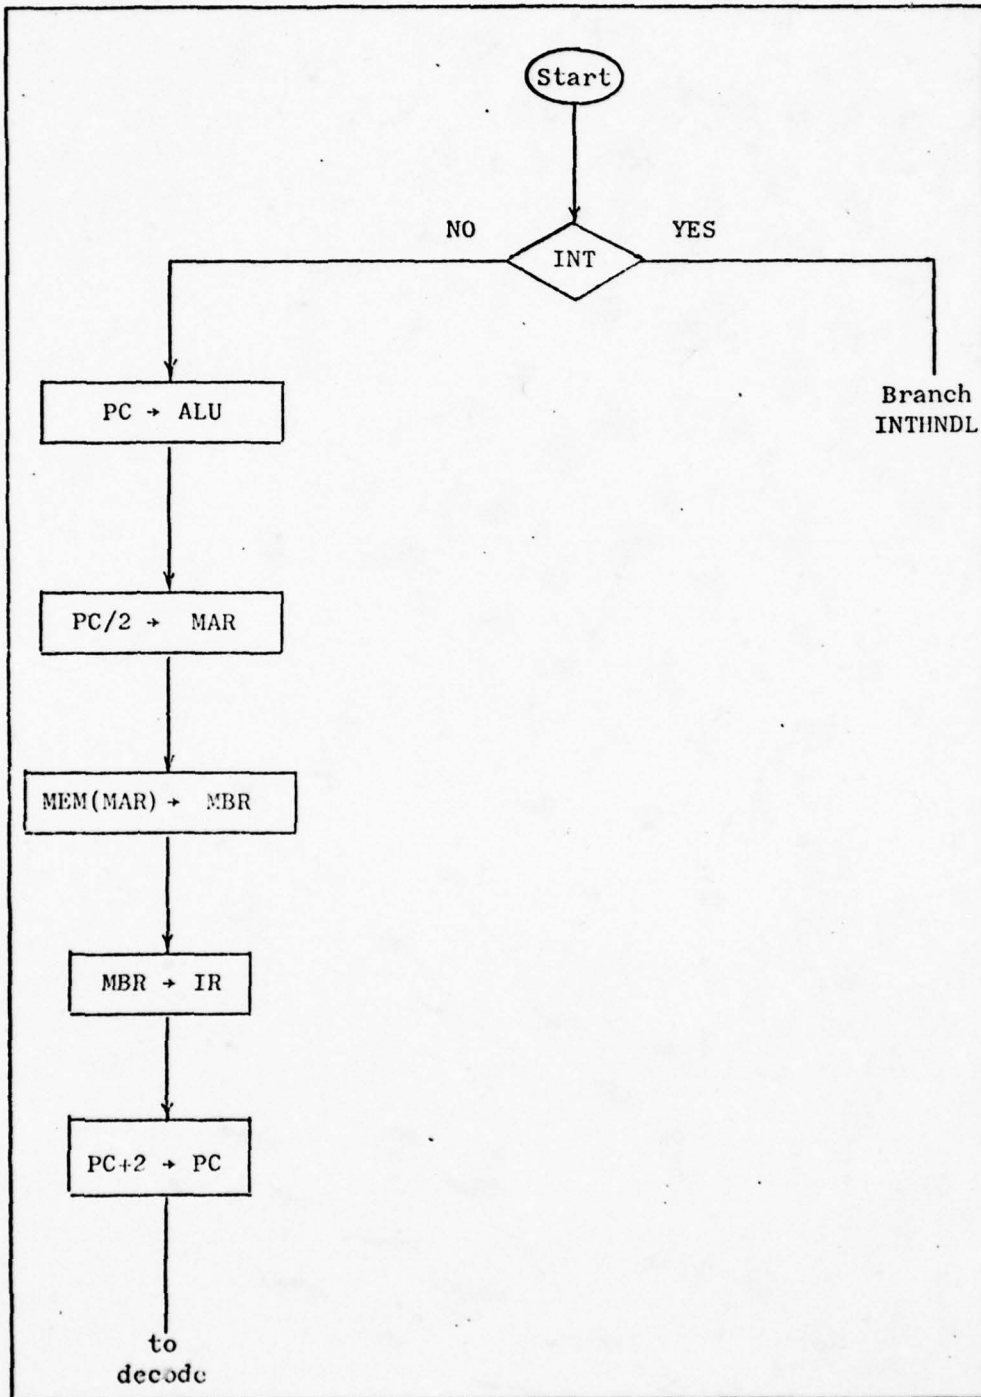 Start
NO
YES
INT
PC → ALU
Branch
INTHNDL
PC/2 → MAR
MEM(MAR) → MBR
MBR → IR
PC+2 → PC
to
decode